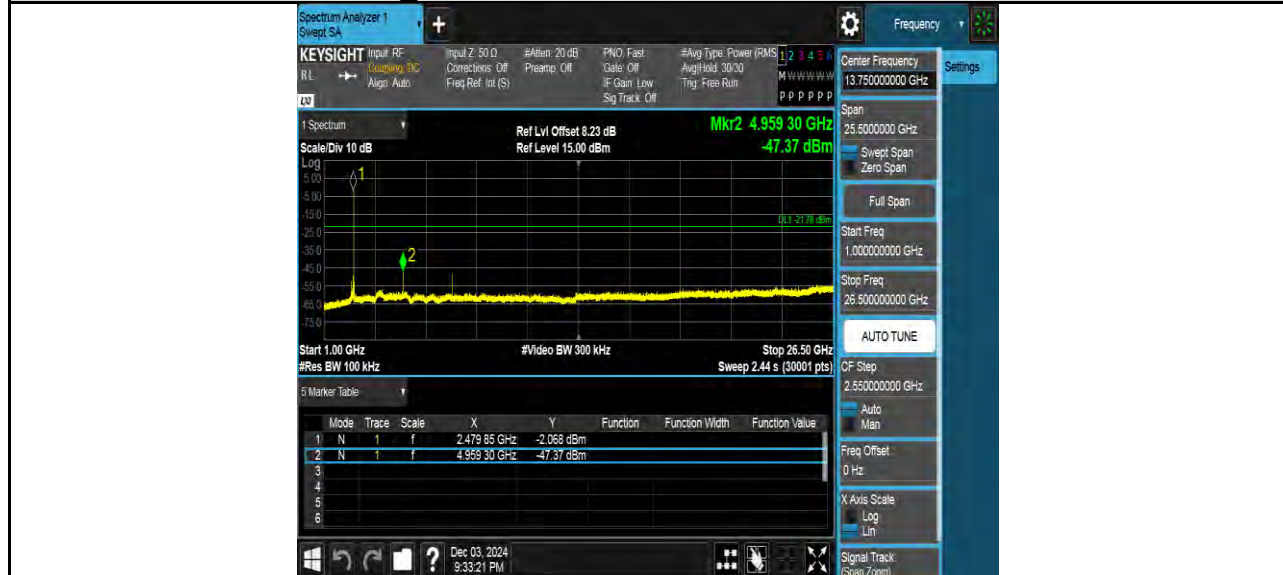 Spectrum Analyzer 1
Swept SA
+
Frequency
KEYSIGHT Input: RF
R L
Coupling: DC
Align: Auto
LXI
Input Z: 50 Ω
Corrections: Off
Freq Ref: Int (S)
#Atten: 20 dB
Preamp: Off
PNO: Fast
Gate: Off
IF Gain: Low
Sig Track: Off
#Avg Type: Power (RMS
Avg|Hold: 30/30
Trig: Free Run
1 2 3 4 5 6
M W W W W W
P P P P P P
Settings
1 Spectrum
Scale/Div 10 dB
Ref Lvl Offset 8.23 dB
Ref Level 15.00 dBm
Mkr2 4.959 30 GHz
-47.37 dBm
Log
5.00
-5.00
-15.0
-25.0
-35.0
-45.0
-55.0
-65.0
-75.0
1
2
DL1 -21.78 dBm
Start 1.00 GHz
#Video BW 300 kHz
Stop 26.50 GHz
#Res BW 100 kHz
Sweep 2.44 s (30001 pts)
5 Marker Table
Mode Trace Scale X Y Function Function Width Function Value
1 N 1 f 2.479 85 GHz -2.068 dBm
2 N 1 f 4.959 30 GHz -47.37 dBm
3
4
5
6
Center Frequency
13.750000000 GHz
Span
25.5000000 GHz
Swept Span
Zero Span
Full Span
Start Freq
1.000000000 GHz
Stop Freq
26.500000000 GHz
AUTO TUNE
CF Step
2.550000000 GHz
Auto
Man
Freq Offset
0 Hz
X Axis Scale
Log
Lin
Signal Track
(Span Zoom)
?
Dec 03, 2024
9:33:21 PM